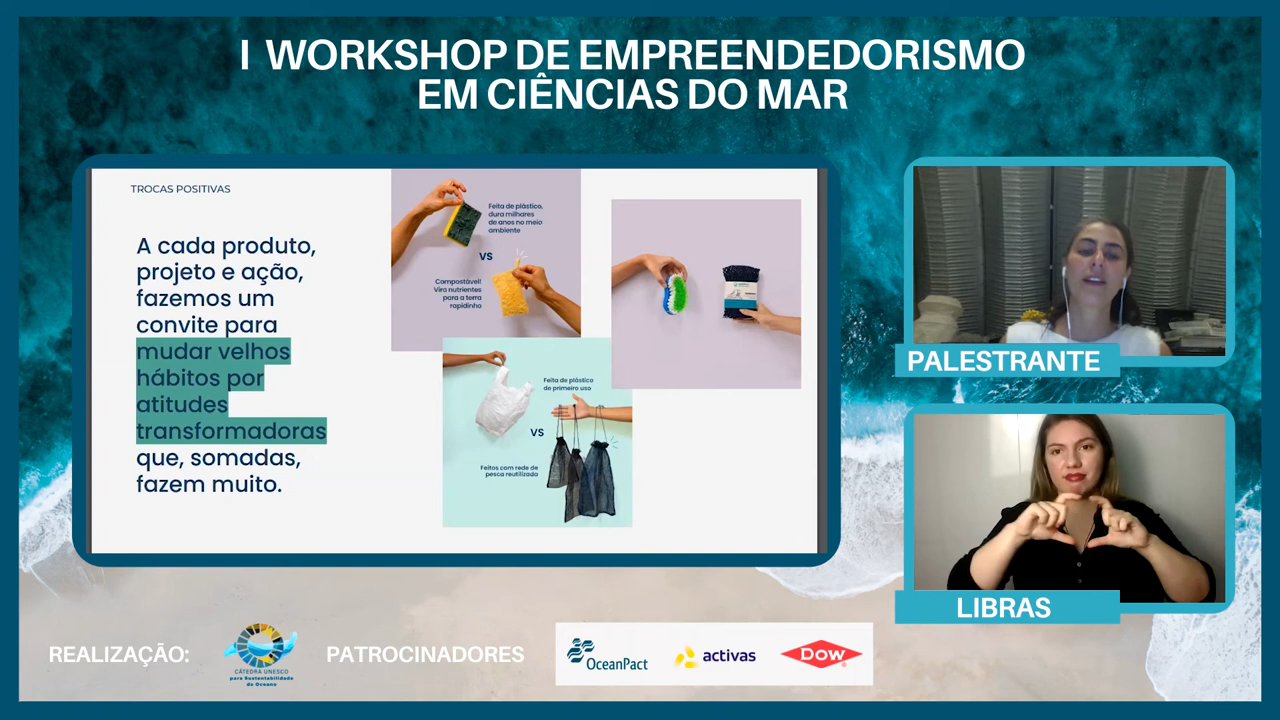 I WORKSHOP DE EMPREENDEDORISMO
EM CIÊNCIAS DO MAR
TROCAS POSITIVAS
A cada produto,
projeto e ação,
fazemos um
convite para
mudar velhos
hábitos por
atitudes
transformadoras
que, somadas,
fazem muito.
Feita de plástico,
dura milhares
de anos no meio
ambiente
VS
Compostável!
Vira nutrientes
para a terra
rapidinho
Feita de plástico
de primeiro uso
VS
Feitos com rede de
pesca reutilizada
PALESTRANTE
LIBRAS
REALIZAÇÃO:
CÁTEDRA UNESCO
para Sustentabilidade
do Oceano
PATROCINADORES
OceanPact
activas
DOW